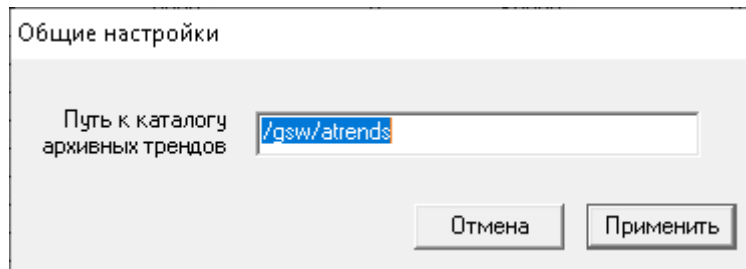 Общие настройки
Путь к каталогу
архивных трендов
/gsw/atrends
Отмена
Применить